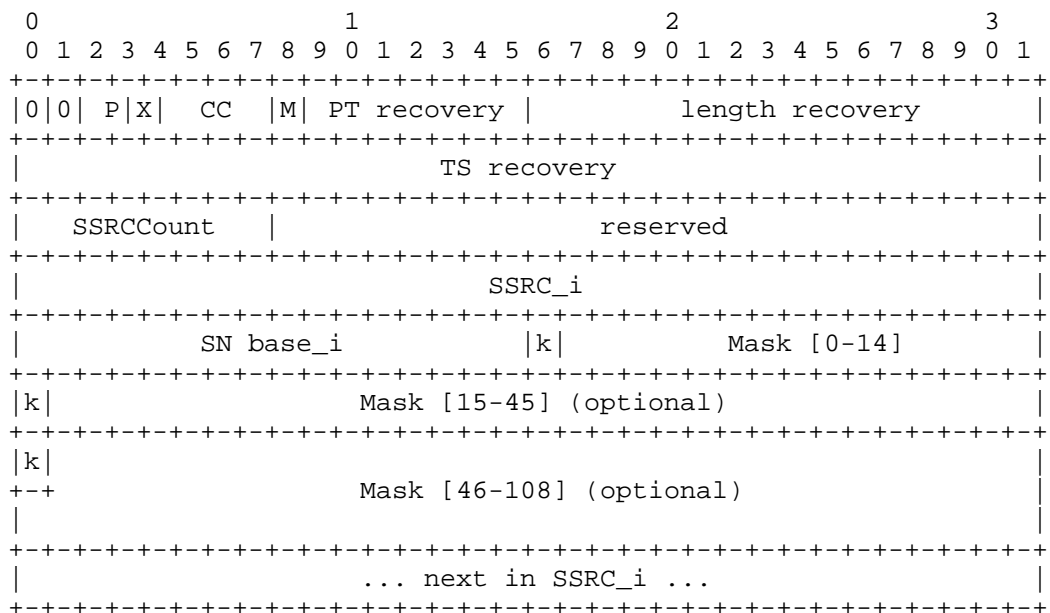 0                   1                   2                   3
 0 1 2 3 4 5 6 7 8 9 0 1 2 3 4 5 6 7 8 9 0 1 2 3 4 5 6 7 8 9 0 1
+-+-+-+-+-+-+-+-+-+-+-+-+-+-+-+-+-+-+-+-+-+-+-+-+-+-+-+-+-+-+-+-+
|0|0| P|X|  CC   |M| PT recovery |         length recovery       |
+-+-+-+-+-+-+-+-+-+-+-+-+-+-+-+-+-+-+-+-+-+-+-+-+-+-+-+-+-+-+-+-+
|                          TS recovery                          |
+-+-+-+-+-+-+-+-+-+-+-+-+-+-+-+-+-+-+-+-+-+-+-+-+-+-+-+-+-+-+-+-+
|   SSRCCount   |                    reserved                   |
+-+-+-+-+-+-+-+-+-+-+-+-+-+-+-+-+-+-+-+-+-+-+-+-+-+-+-+-+-+-+-+-+
|                             SSRC_i                            |
+-+-+-+-+-+-+-+-+-+-+-+-+-+-+-+-+-+-+-+-+-+-+-+-+-+-+-+-+-+-+-+-+
|           SN base_i           |k|          Mask [0-14]        |
+-+-+-+-+-+-+-+-+-+-+-+-+-+-+-+-+-+-+-+-+-+-+-+-+-+-+-+-+-+-+-+-+
|k|                   Mask [15-45] (optional)                   |
+-+-+-+-+-+-+-+-+-+-+-+-+-+-+-+-+-+-+-+-+-+-+-+-+-+-+-+-+-+-+-+-+
|k|                                                             |
+-+                   Mask [46-108] (optional)                  |
|                                                               |
+-+-+-+-+-+-+-+-+-+-+-+-+-+-+-+-+-+-+-+-+-+-+-+-+-+-+-+-+-+-+-+-+
|                     ... next in SSRC_i ...                    |
+-+-+-+-+-+-+-+-+-+-+-+-+-+-+-+-+-+-+-+-+-+-+-+-+-+-+-+-+-+-+-+-+